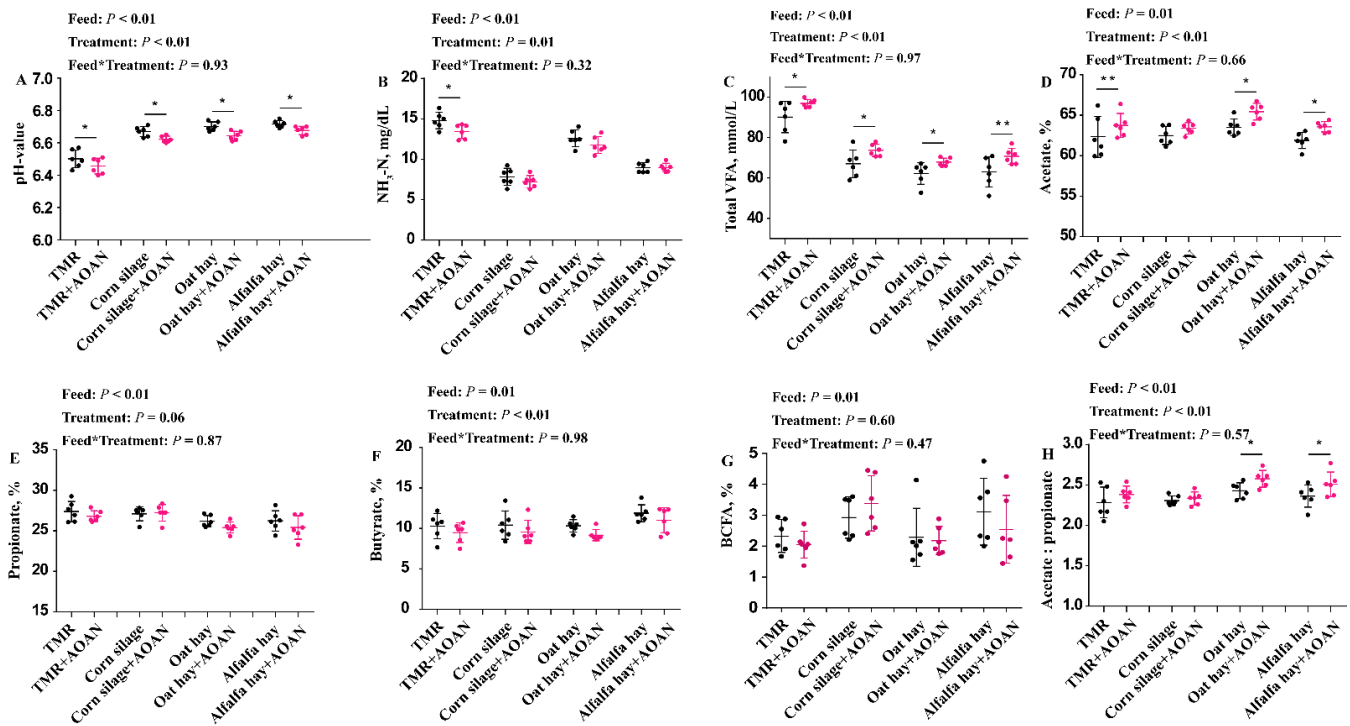 Feed: P < 0.01
Treatment: P < 0.01
Feed*Treatment: P = 0.93
A
7.0
6.8
6.6
6.4
6.2
6.0
pH-value
*
*
*
*
TMR
TMR+AOAN
Corn silage
Corn silage+AOAN
Oat hay
Oat hay+AOAN
Alfalfa hay
Alfalfa hay+AOAN
Feed: P < 0.01
Treatment: P = 0.01
Feed*Treatment: P = 0.32
B
20
15
10
5
0
NH3-N, mg/dL
*
TMR
TMR+AOAN
Corn silage
Corn silage+AOAN
Oat hay
Oat hay+AOAN
Alfalfa hay
Alfalfa hay+AOAN
Feed: P < 0.01
Treatment: P < 0.01
Feed*Treatment: P = 0.97
C
100
80
60
40
Total VFA, mmol/L
*
*
*
**
TMR
TMR+AOAN
Corn silage
Corn silage+AOAN
Oat hay
Oat hay+AOAN
Alfalfa hay
Alfalfa hay+AOAN
Feed: P = 0.01
Treatment: P < 0.01
Feed*Treatment: P = 0.66
D
70
65
60
55
50
Acetate, %
**
*
*
TMR
TMR+AOAN
Corn silage
Corn silage+AOAN
Oat hay
Oat hay+AOAN
Alfalfa hay
Alfalfa hay+AOAN
Feed: P < 0.01
Treatment: P = 0.06
Feed*Treatment: P = 0.87
E
35
30
25
20
15
Propionate, %
TMR
TMR+AOAN
Corn silage
Corn silage+AOAN
Oat hay
Oat hay+AOAN
Alfalfa hay
Alfalfa hay+AOAN
Feed: P = 0.01
Treatment: P < 0.01
Feed*Treatment: P = 0.98
F
20
15
10
5
0
Butyrate, %
TMR
TMR+AOAN
Corn silage
Corn silage+AOAN
Oat hay
Oat hay+AOAN
Alfalfa hay
Alfalfa hay+AOAN
Feed: P = 0.01
Treatment: P = 0.60
Feed*Treatment: P = 0.47
G
5
4
3
2
1
0
BCFA, %
TMR
TMR+AOAN
Corn silage
Corn silage+AOAN
Oat hay
Oat hay+AOAN
Alfalfa hay
Alfalfa hay+AOAN
Feed: P < 0.01
Treatment: P < 0.01
Feed*Treatment: P = 0.57
H
3.0
2.5
2.0
1.5
1.0
Acetate : propionate
*
*
TMR
TMR+AOAN
Corn silage
Corn silage+AOAN
Oat hay
Oat hay+AOAN
Alfalfa hay
Alfalfa hay+AOAN